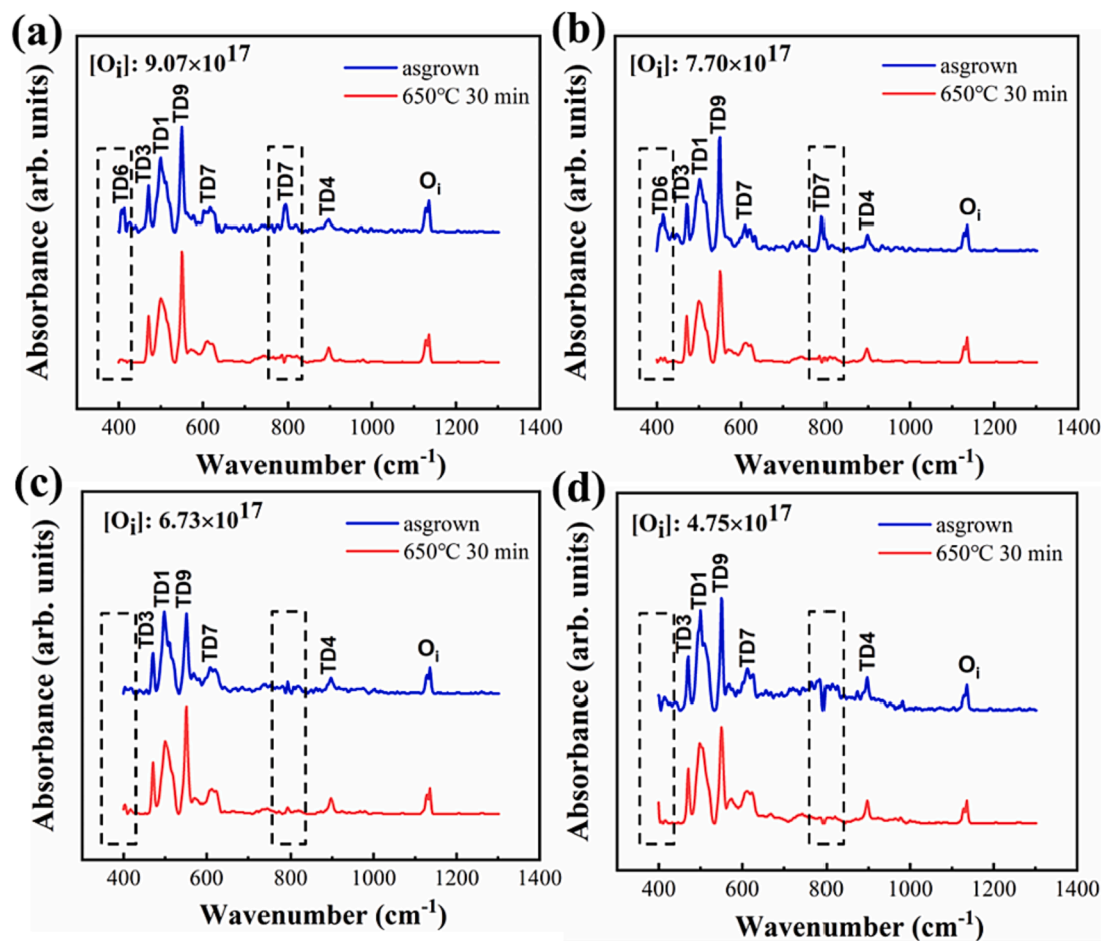 (a)
[Oi]: 9.07×10^17
asgrown
650℃ 30 min
TD6
TD3
TD1
TD9
TD7
TD7
TD4
Oi
Absorbance (arb. units)
400 600 800 1000 1200 1400
Wavenumber (cm-1)
(b)
[Oi]: 7.70×10^17
asgrown
650℃ 30 min
TD6
TD3
TD1
TD9
TD7
TD7
TD4
Oi
Absorbance (arb. units)
400 600 800 1000 1200 1400
Wavenumber (cm-1)
(c)
[Oi]: 6.73×10^17
asgrown
650℃ 30 min
TD3
TD1
TD9
TD7
TD4
Oi
Absorbance (arb. units)
400 600 800 1000 1200 1400
Wavenumber (cm-1)
(d)
[Oi]: 4.75×10^17
asgrown
650℃ 30 min
TD3
TD1
TD9
TD7
TD4
Oi
Absorbance (arb. units)
400 600 800 1000 1200 1400
Wavenumber (cm-1)